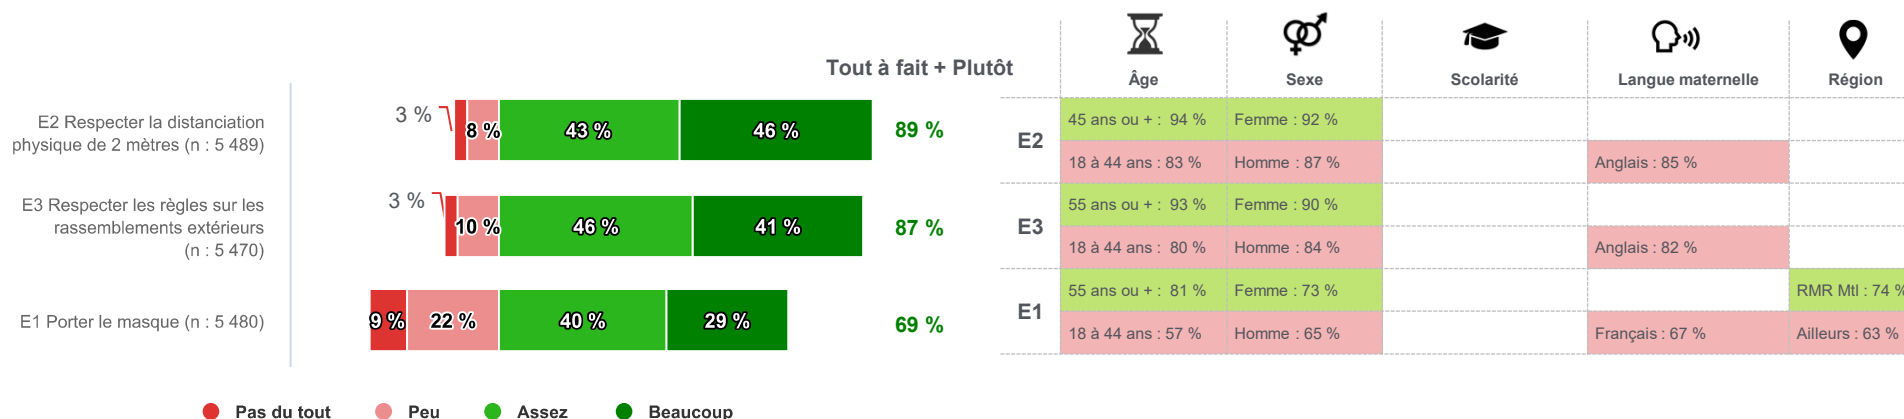 Tout à fait + Plutôt
Âge
Sexe
Scolarité
Langue maternelle
Région
E2 Respecter la distanciation
physique de 2 mètres (n : 5 489)
3 %
8 %
43 %
46 %
89 %
E2
45 ans ou + : 94 %
Femme : 92 %
18 à 44 ans : 83 %
Homme : 87 %
Anglais : 85 %
E3 Respecter les règles sur les
rassemblements extérieurs
(n : 5 470)
3 %
10 %
46 %
41 %
87 %
E3
55 ans ou + : 93 %
Femme : 90 %
18 à 44 ans : 80 %
Homme : 84 %
Anglais : 82 %
E1 Porter le masque (n : 5 480)
9 %
22 %
40 %
29 %
69 %
E1
55 ans ou + : 81 %
Femme : 73 %
RMR Mtl : 74 %
18 à 44 ans : 57 %
Homme : 65 %
Français : 67 %
Ailleurs : 63 %
Pas du tout
Peu
Assez
Beaucoup